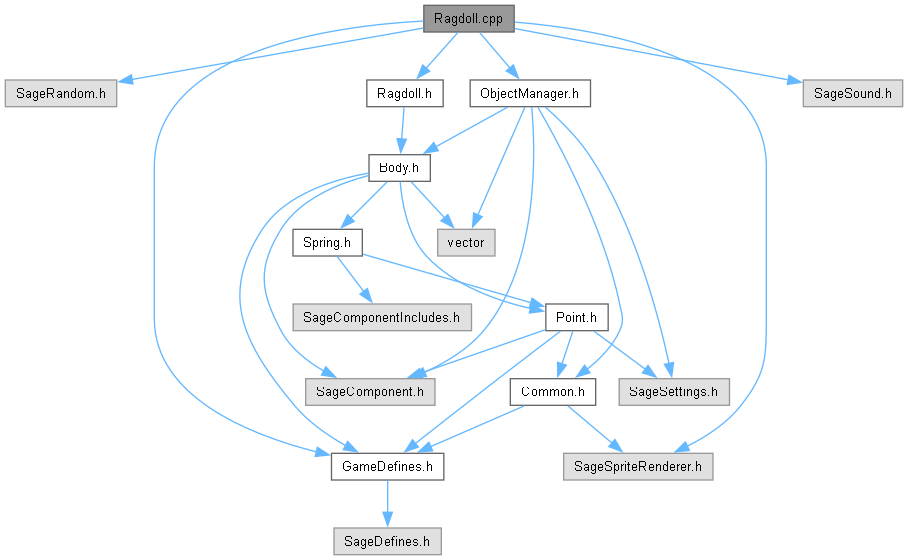 Ragdoll.cpp
SageRandom.h
Ragdoll.h
ObjectManager.h
SageSound.h
Body.h
Spring.h
vector
SageComponentIncludes.h
Point.h
SageComponent.h
Common.h
SageSettings.h
GameDefines.h
SageSpriteRenderer.h
SageDefines.h